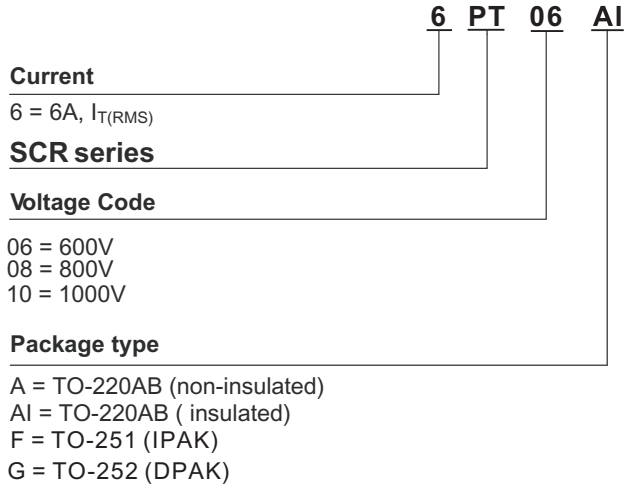 6 PT 06 AI
Current
6 = 6A, IT(RMS)
SCR series
Voltage Code
06 = 600V
08 = 800V
10 = 1000V
Package type
A = TO-220AB (non-insulated)
AI = TO-220AB ( insulated)
F = TO-251 (IPAK)
G = TO-252 (DPAK)